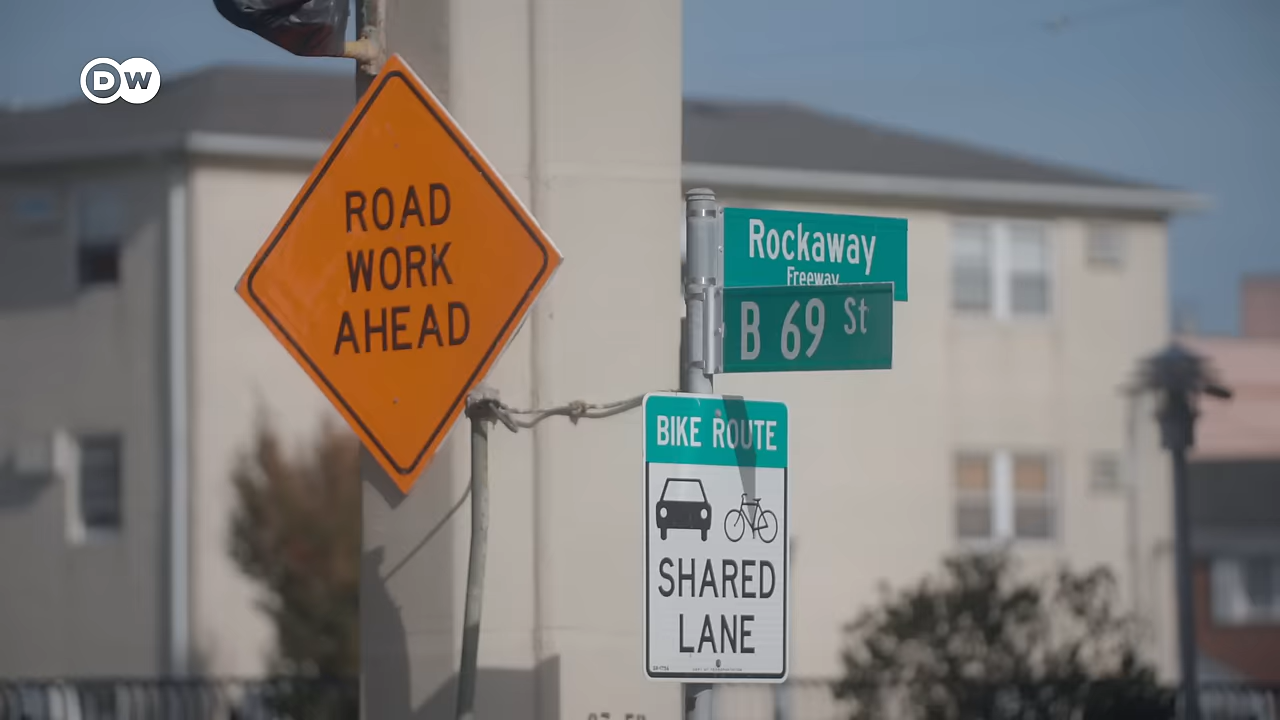 DW
ROAD
WORK
AHEAD
Rockaway
Freeway
B 69 St
BIKE ROUTE
SHARED
LANE